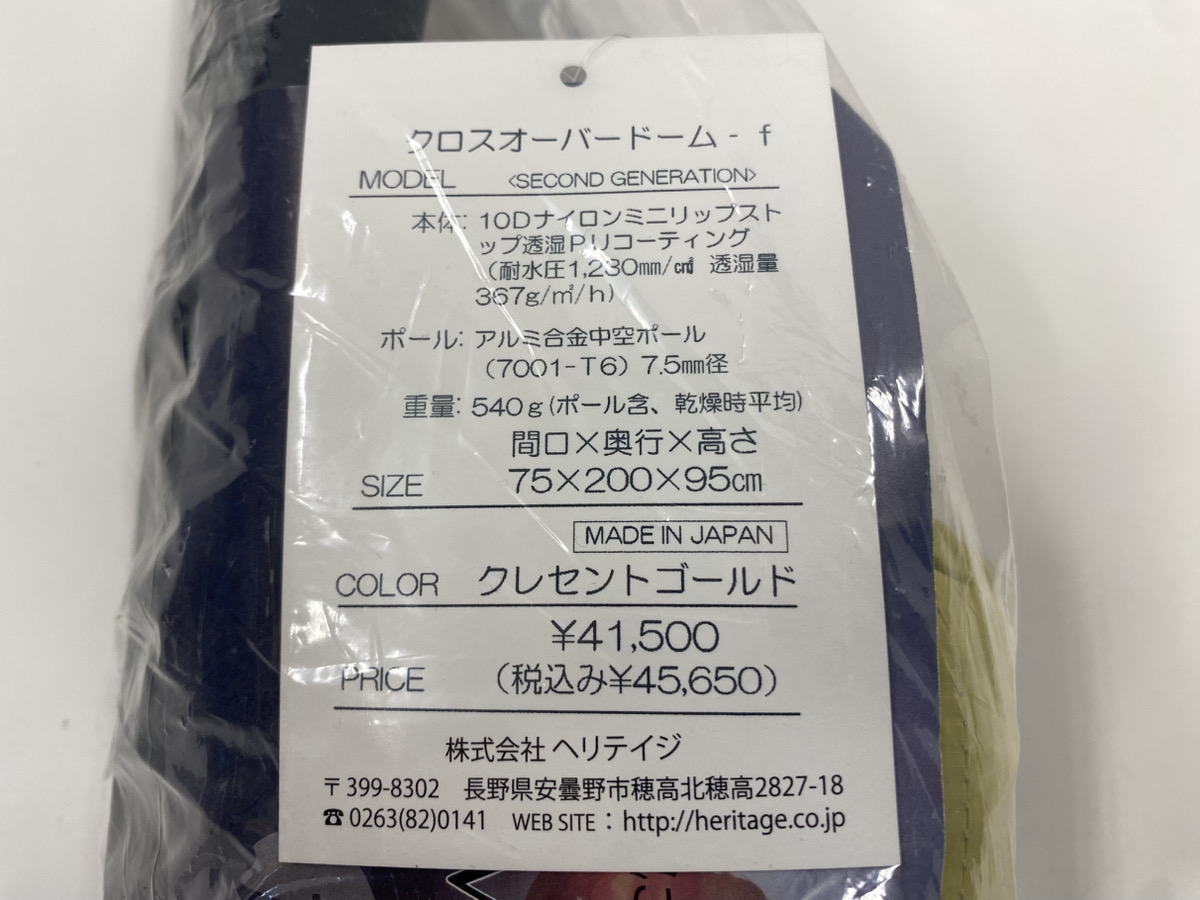 クロスオーバードーム - f
MODEL <SECOND GENERATION>
本体: 10Dナイロンミニリップスト
ップ透湿PUコーティング
(耐水圧1,230mm/c㎡ 透湿量
367g/㎡/h)
ポール: アルミ合金中空ポール
(7001-T6) 7.5mm径
重量: 540g(ポール含、乾燥時平均)
間口×奥行×高さ
SIZE 75×200×95cm
MADE IN JAPAN
COLOR クレセントゴールド
¥41,500
PRICE (税込み¥45,650)
株式会社 ヘリテイジ
〒399-8302 長野県安曇野市穂高北穂高2827-18
☎0263(82)0141 WEB SITE : http://heritage.co.jp